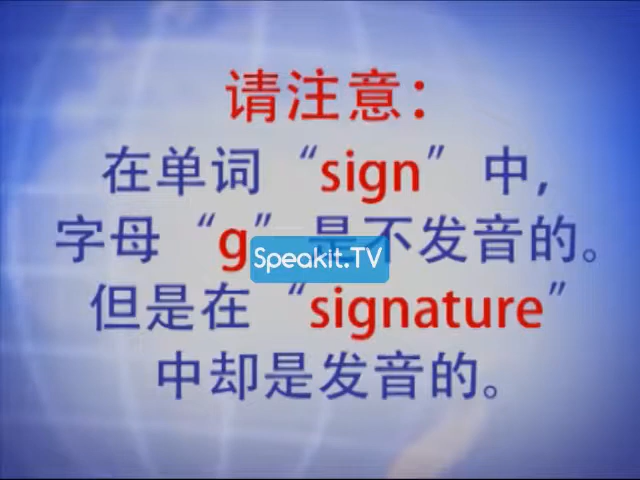 请注意：
在单词“sign”中，
字母“g”是不发音的。
Speakit.TV
但是在“signature”
中却是发音的。